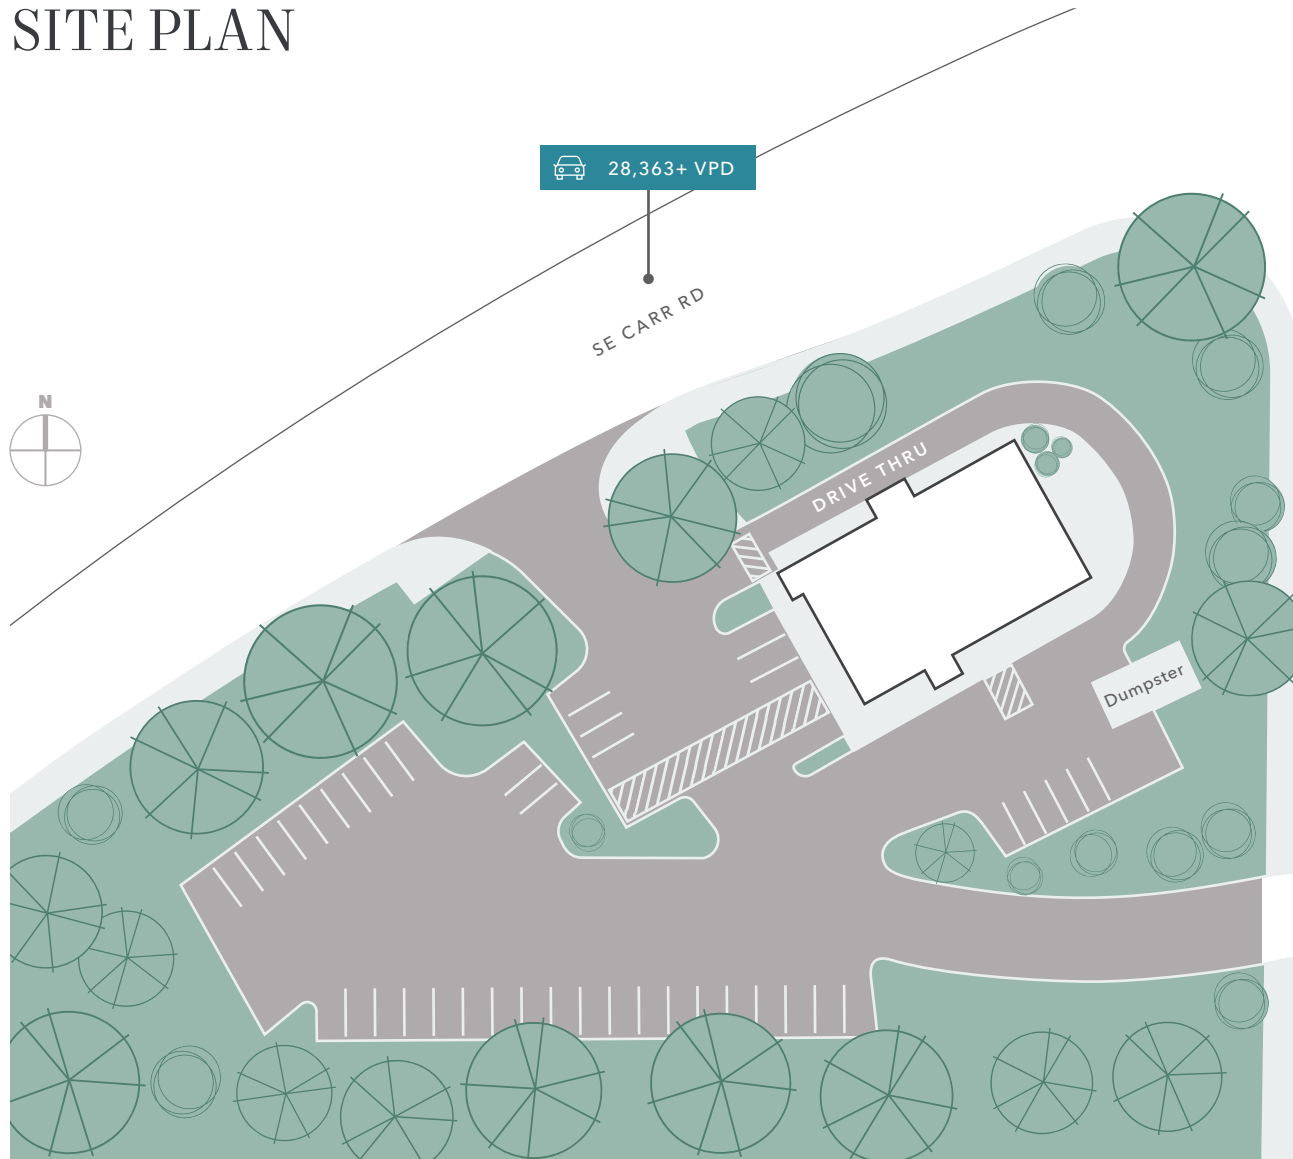 SITE PLAN
28,363+ VPD
SE CARR RD
N
DRIVE THRU
Dumpster